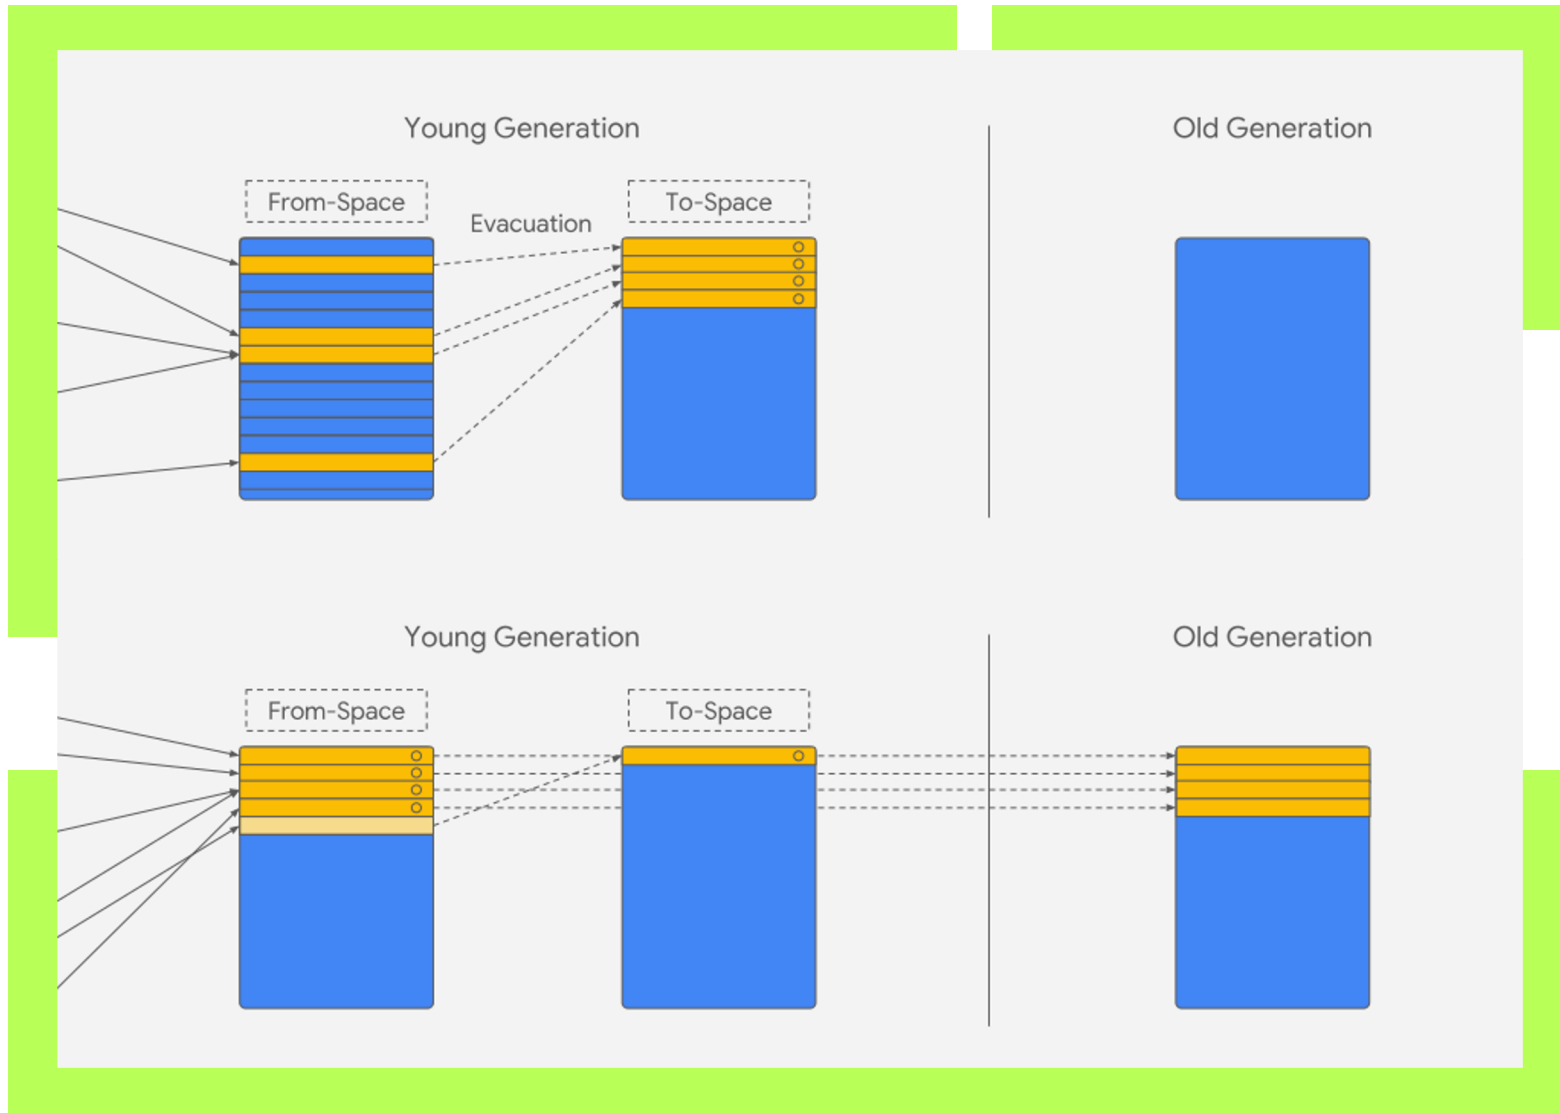 Young Generation
Old Generation
From-Space
Evacuation
To-Space
Young Generation
Old Generation
From-Space
To-Space